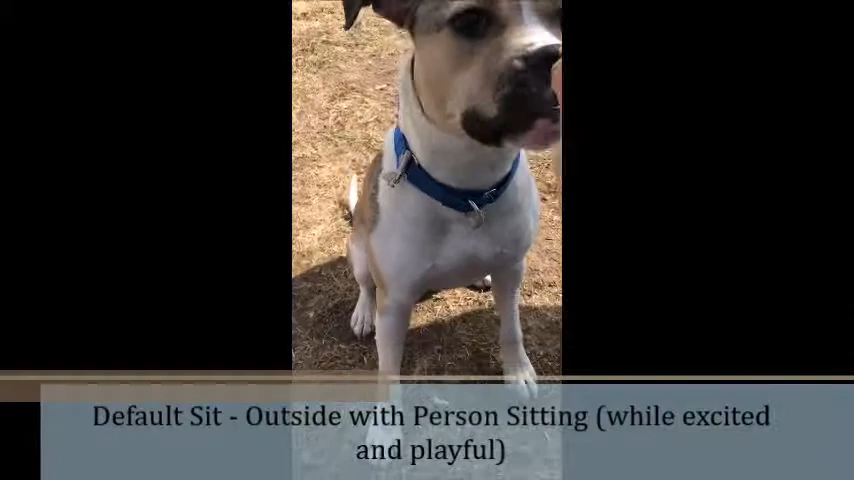 Default Sit - Outside with Person Sitting (while excited
and playful)